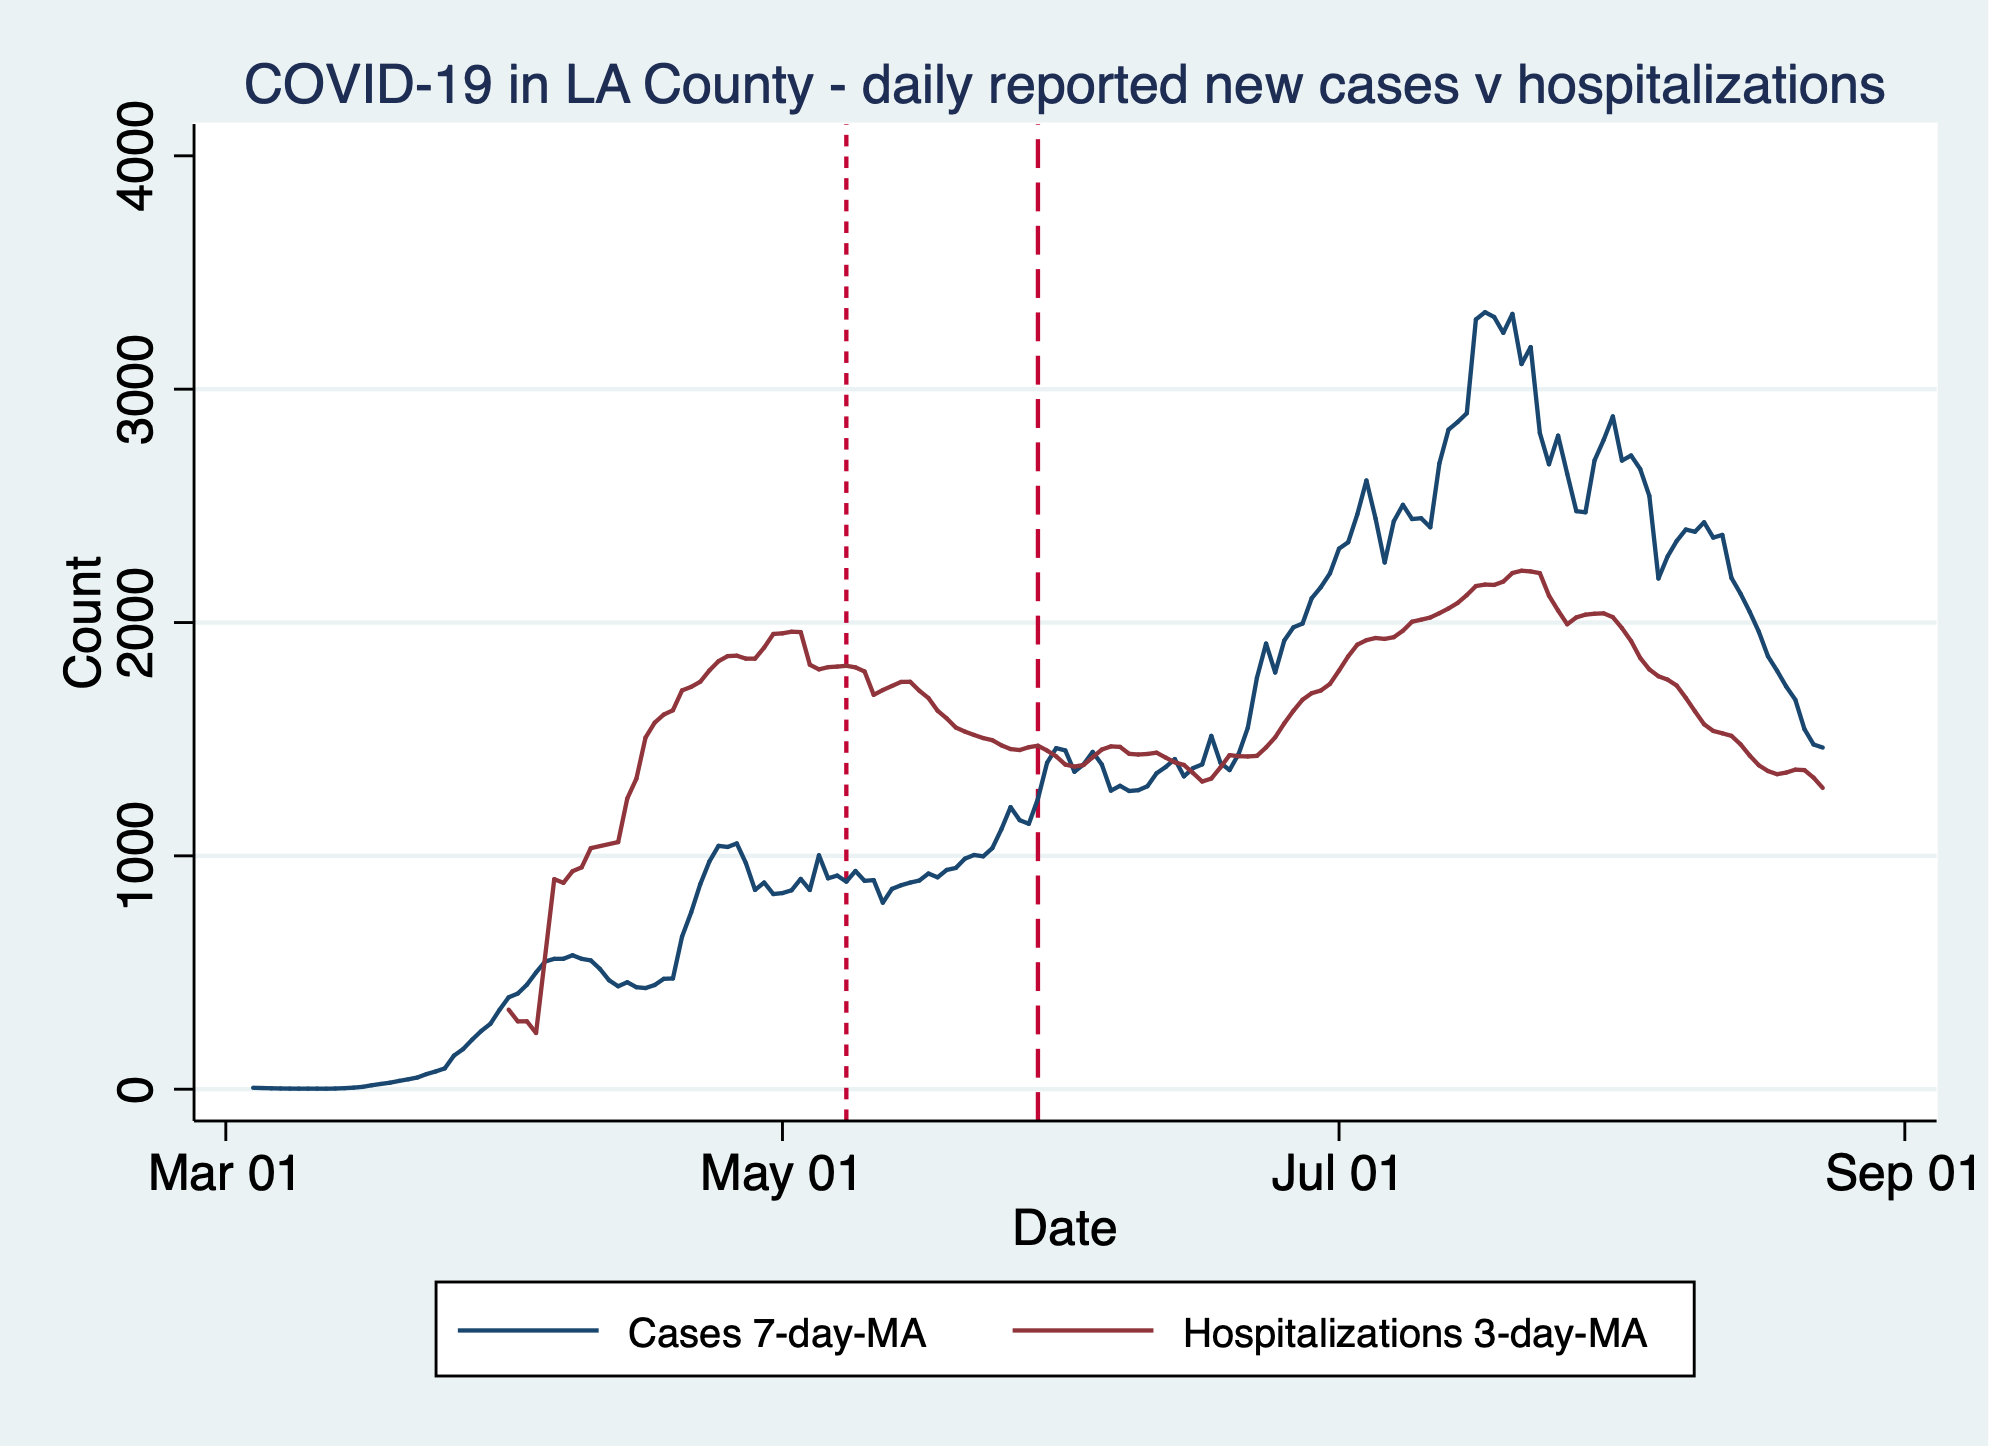 COVID-19 in LA County - daily reported new cases v hospitalizations
4000
3000
2000
1000
0
Count
Mar 01 May 01 Jul 01 Sep 01
Date
Cases 7-day-MA Hospitalizations 3-day-MA